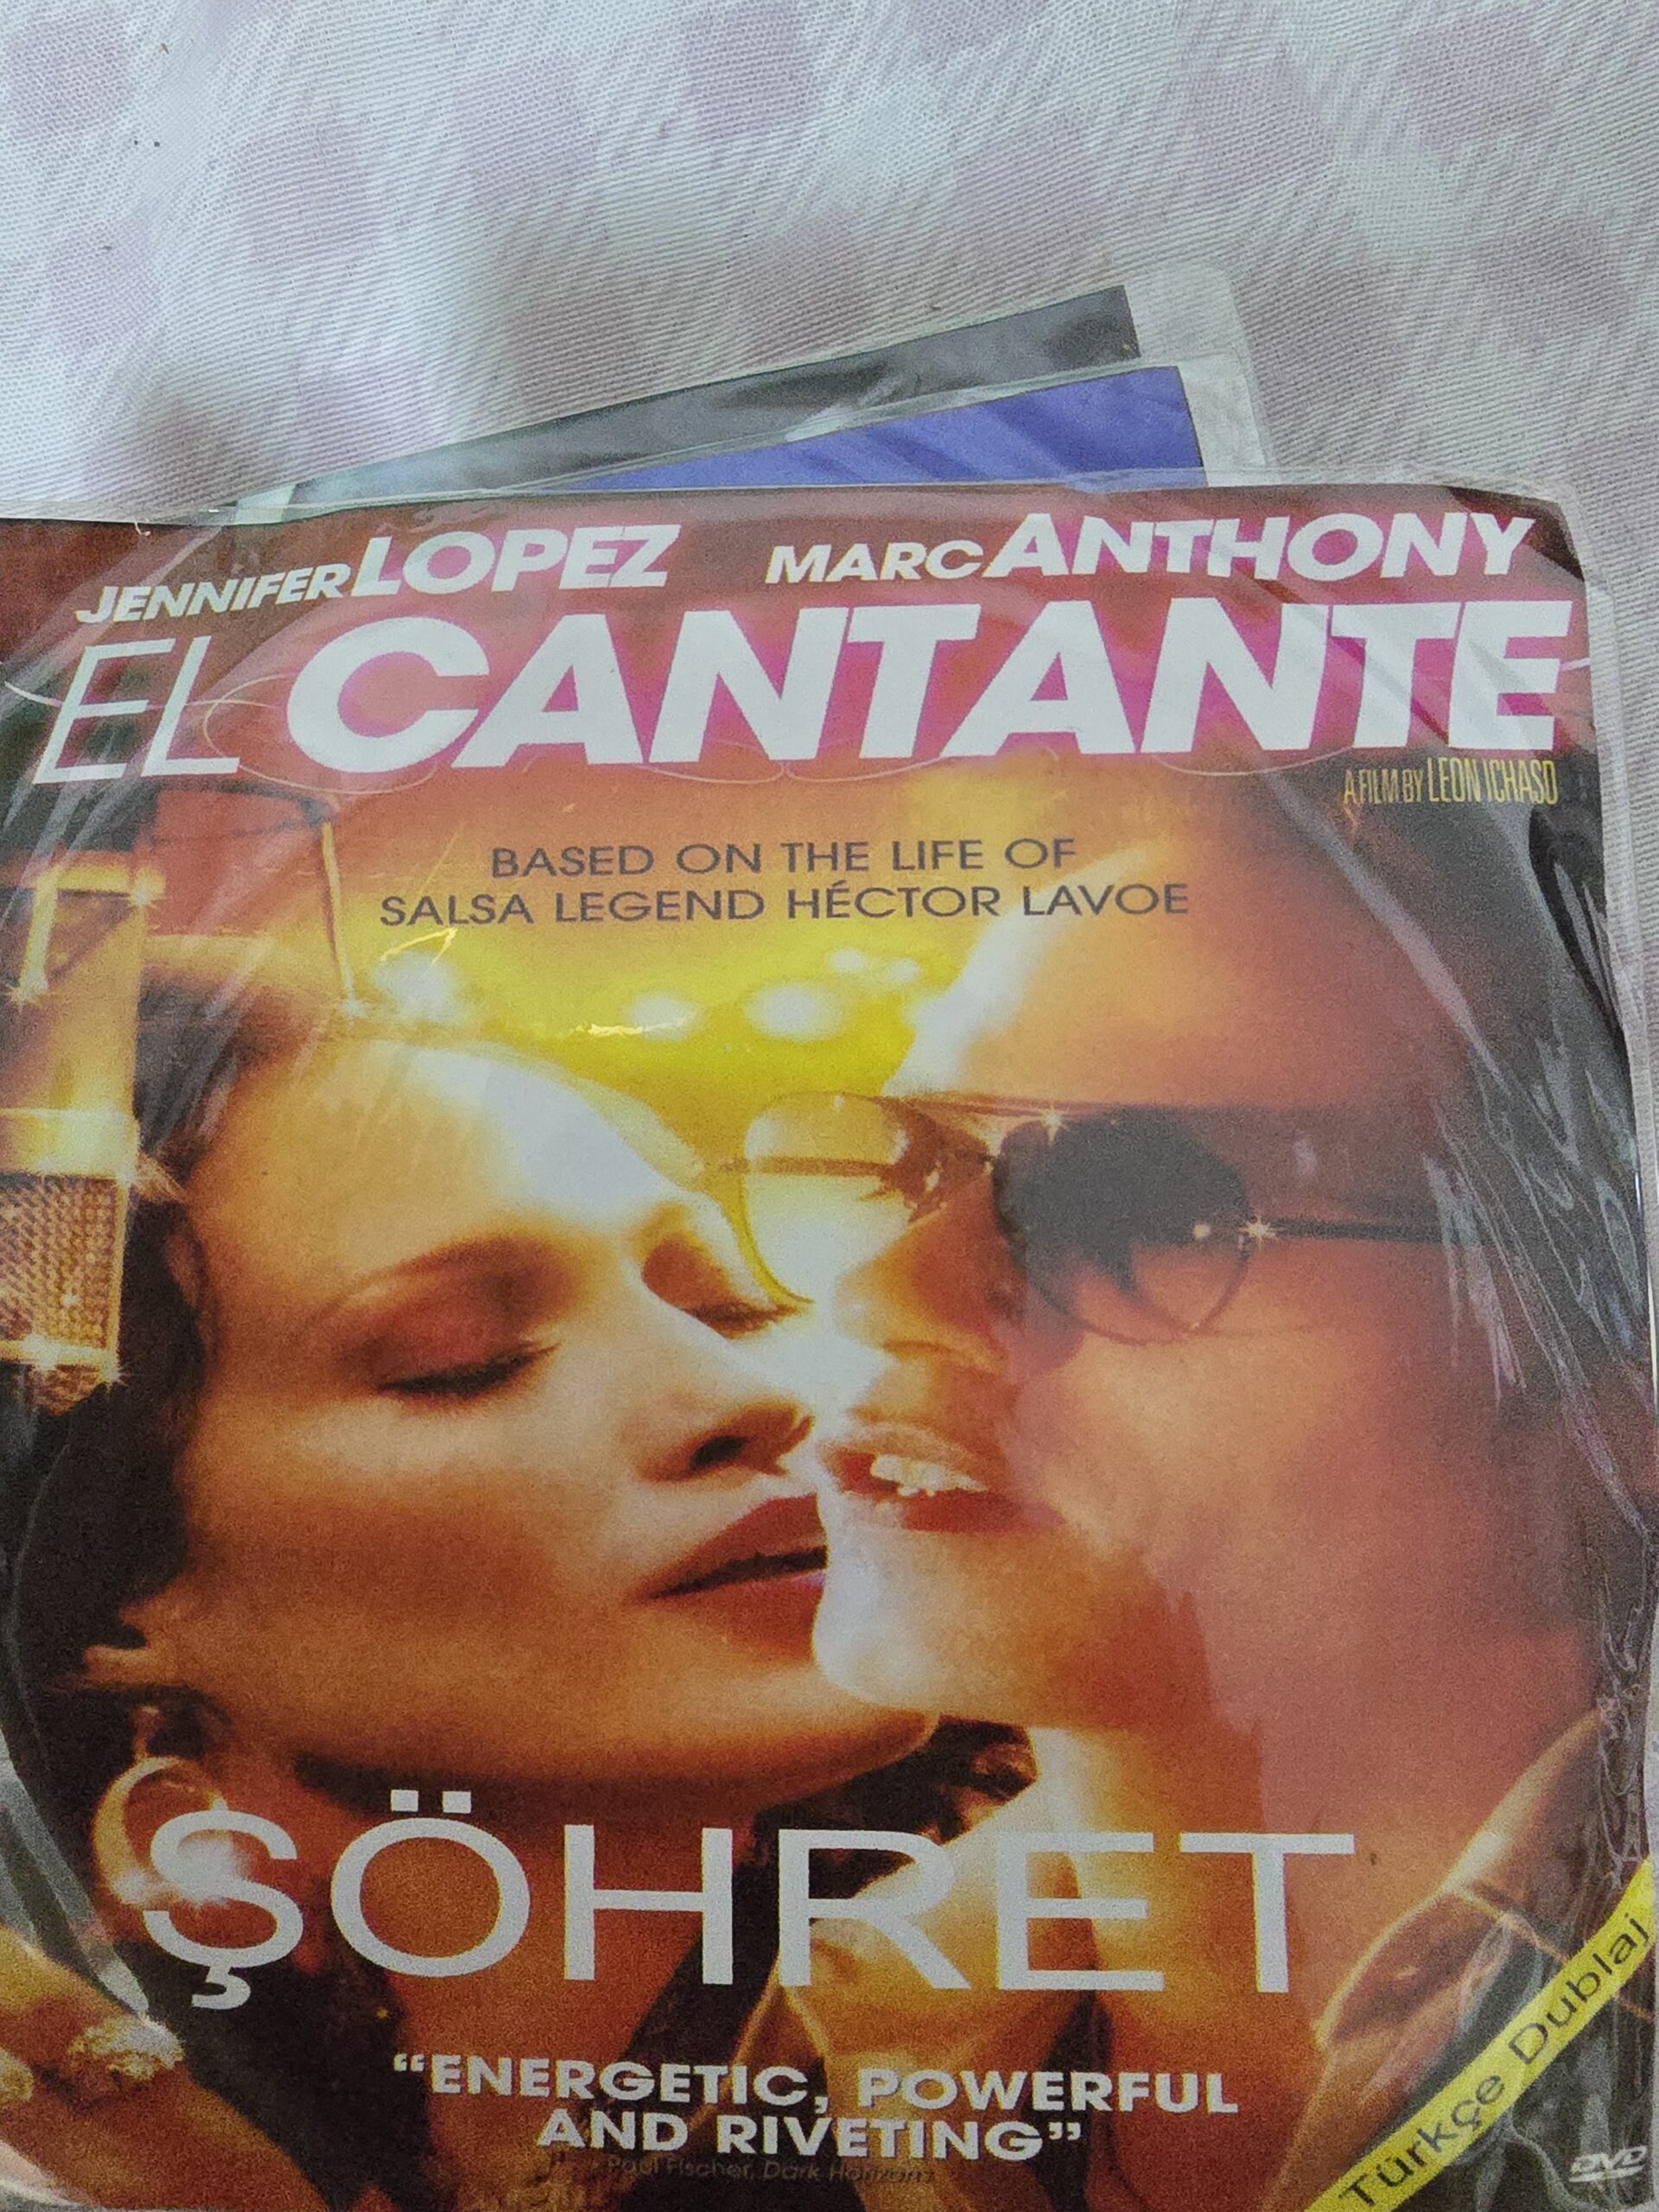 JENNIFER LOPEZ MARC ANTHONY
EL CANTANTE
A FILM BY LEON ICHASO
BASED ON THE LIFE OF
SALSA LEGEND HÉCTOR LAVOE
ŞÖHRET
“ENERGETIC, POWERFUL
AND RIVETING”
Paul Fischer, Dark Horizons
Türkçe Dublaj
DVD